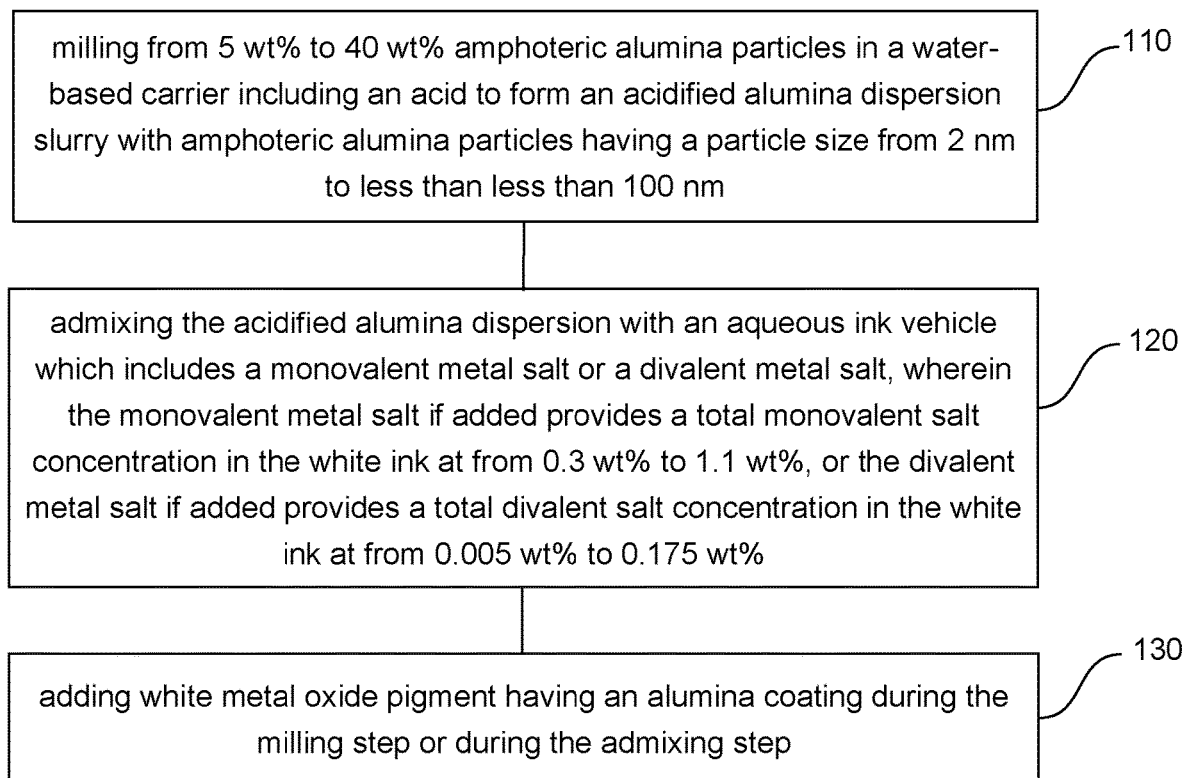 milling from 5 wt% to 40 wt% amphoteric alumina particles in a water-
based carrier including an acid to form an acidified alumina dispersion
slurry with amphoteric alumina particles having a particle size from 2 nm
to less than less than 100 nm
110
admixing the acidified alumina dispersion with an aqueous ink vehicle
which includes a monovalent metal salt or a divalent metal salt, wherein
the monovalent metal salt if added provides a total monovalent salt
concentration in the white ink at from 0.3 wt% to 1.1 wt%, or the divalent
metal salt if added provides a total divalent salt concentration in the white
ink at from 0.005 wt% to 0.175 wt%
120
adding white metal oxide pigment having an alumina coating during the
milling step or during the admixing step
130